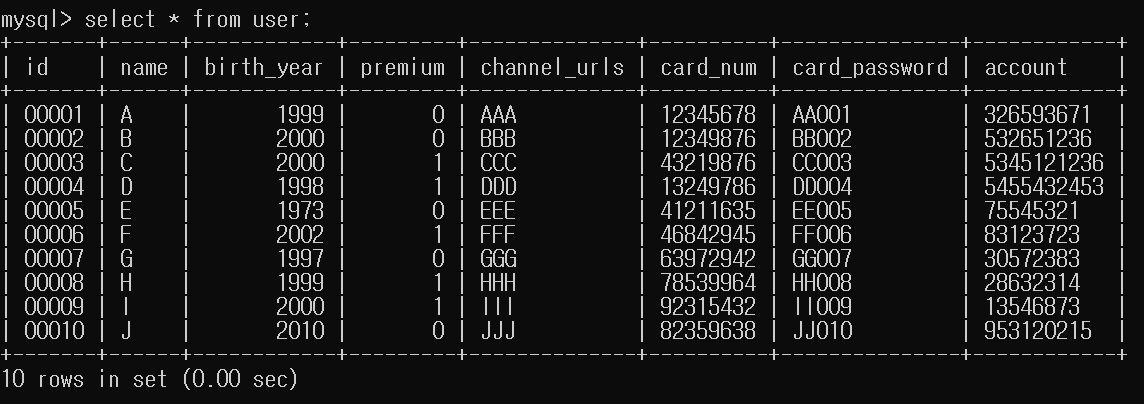 mysql> select * from user;
+-------+------+------------+---------+--------------+----------+---------------+------------+
| id    | name | birth_year | premium | channel_urls | card_num | card_password | account    |
+-------+------+------------+---------+--------------+----------+---------------+------------+
| 00001 | A    |       1999 |       0 | AAA          | 12345678 | AA001         | 326593671  |
| 00002 | B    |       2000 |       0 | BBB          | 12349876 | BB002         | 532651236  |
| 00003 | C    |       2000 |       1 | CCC          | 43219876 | CC003         | 5345121236 |
| 00004 | D    |       1998 |       1 | DDD          | 13249786 | DD004         | 5455432453 |
| 00005 | E    |       1973 |       0 | EEE          | 41211635 | EE005         | 75545321   |
| 00006 | F    |       2002 |       1 | FFF          | 46842945 | FF006         | 83123723   |
| 00007 | G    |       1997 |       0 | GGG          | 63972942 | GG007         | 30572383   |
| 00008 | H    |       1999 |       1 | HHH          | 78539964 | HH008         | 28632314   |
| 00009 | I    |       2000 |       1 | III          | 92315432 | II009         | 13546873   |
| 00010 | J    |       2010 |       0 | JJJ          | 82359638 | JJ010         | 953120215  |
+-------+------+------------+---------+--------------+----------+---------------+------------+
10 rows in set (0.00 sec)